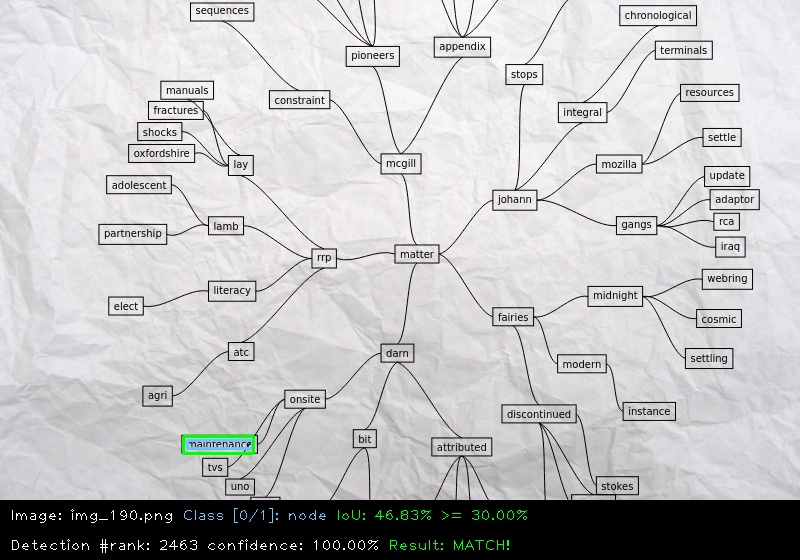 sequences
chronological
pioneers
appendix
terminals
stops
manuals
constraint
resources
fractures
integral
shocks
settle
oxfordshire
lay
mcgill
mozilla
update
adolescent
johann
adaptor
partnership
lamb
gangs
rca
iraq
rrp
matter
webring
elect
literacy
midnight
fairies
cosmic
atc
darn
settling
modern
agri
onsite
discontinued
instance
maintenance
bit
attributed
tvs
uno
stokes
Image: img_190.png Class [0/1]: node IoU: 46.83% >= 30.00%
Detection #rank: 2463 confidence: 100.00% Result: MATCH!